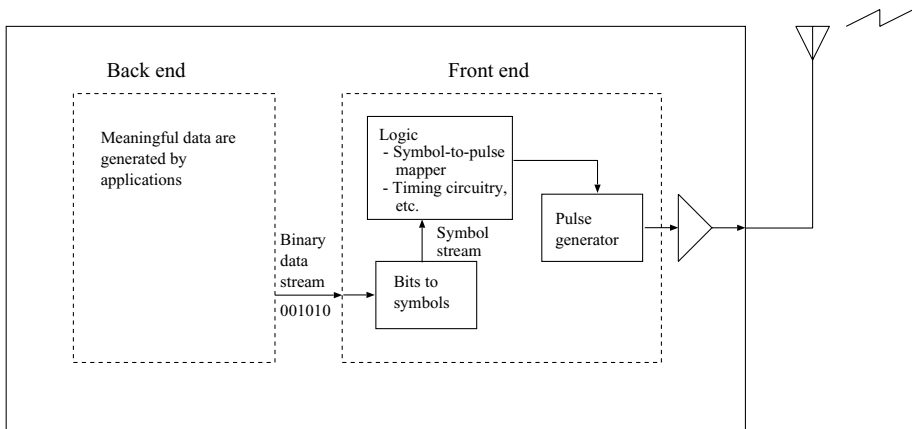 Back end
Front end
Meaningful data are
generated by
applications
Binary
data
stream
001010
Bits to
symbols
Symbol
stream
Logic
- Symbol-to-pulse
mapper
- Timing circuitry,
etc.
Pulse
generator